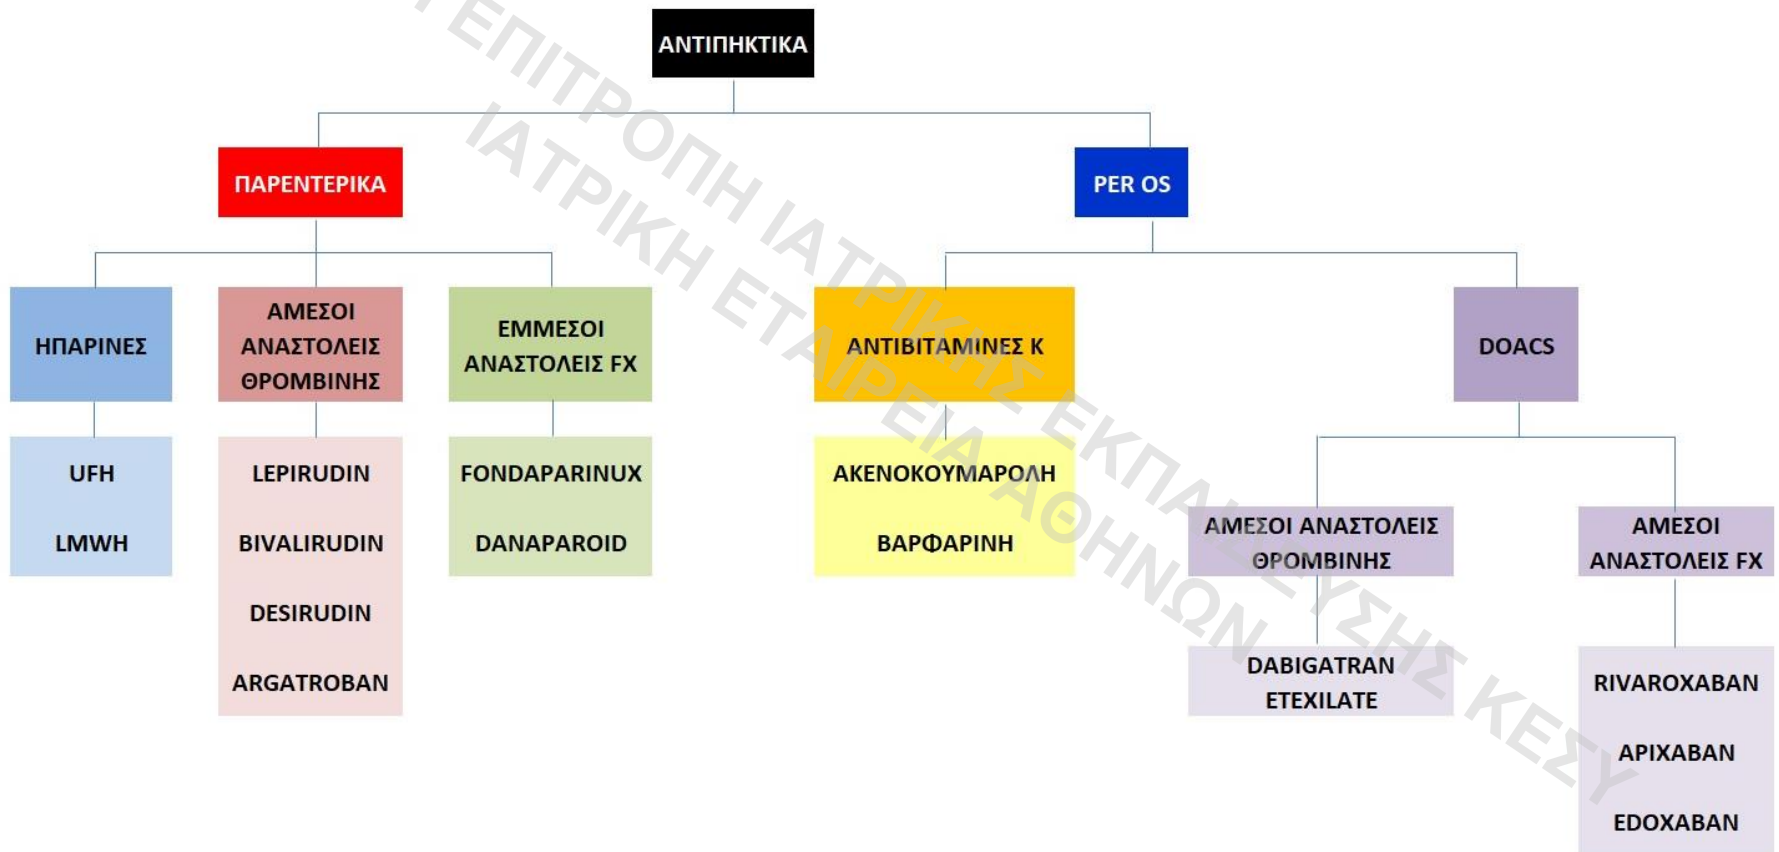 ΑΝΤΙΠΗΚΤΙΚΑ
ΠΑΡΕΝΤΕΡΙΚΑ
PER OS
ΗΠΑΡΙΝΕΣ
ΑΜΕΣΟΙ
ΑΝΑΣΤΟΛΕΙΣ
ΘΡΟΜΒΙΝΗΣ
ΕΜΜΕΣΟΙ
ΑΝΑΣΤΟΛΕΙΣ FX
ΑΝΤΙΒΙΤΑΜΙΝΕΣ Κ
DOACS
UFH
LMWH
LEPIRUDIN
BIVALIRUDIN
DESIRUDIN
ARGATROBAN
FONDAPARINUX
DANAPAROID
ΑΚΕΝΟΚΟΥΜΑΡΟΛΗ
ΒΑΡΦΑΡΙΝΗ
ΑΜΕΣΟΙ ΑΝΑΣΤΟΛΕΙΣ
ΘΡΟΜΒΙΝΗΣ
DABIGATRAN
ETEXILATE
ΑΜΕΣΟΙ
ΑΝΑΣΤΟΛΕΙΣ FX
RIVAROXABAN
APIXABAN
EDOXABAN
ΕΠΙΤΡΟΠΗ ΙΑΤΡΙΚΗΣ ΕΚΠΑΙΔΕΥΣΗΣ ΚΕΣΥ
ΙΑΤΡΙΚΗ ΕΤΑΙΡΕΙΑ ΑΘΗΝΩΝ